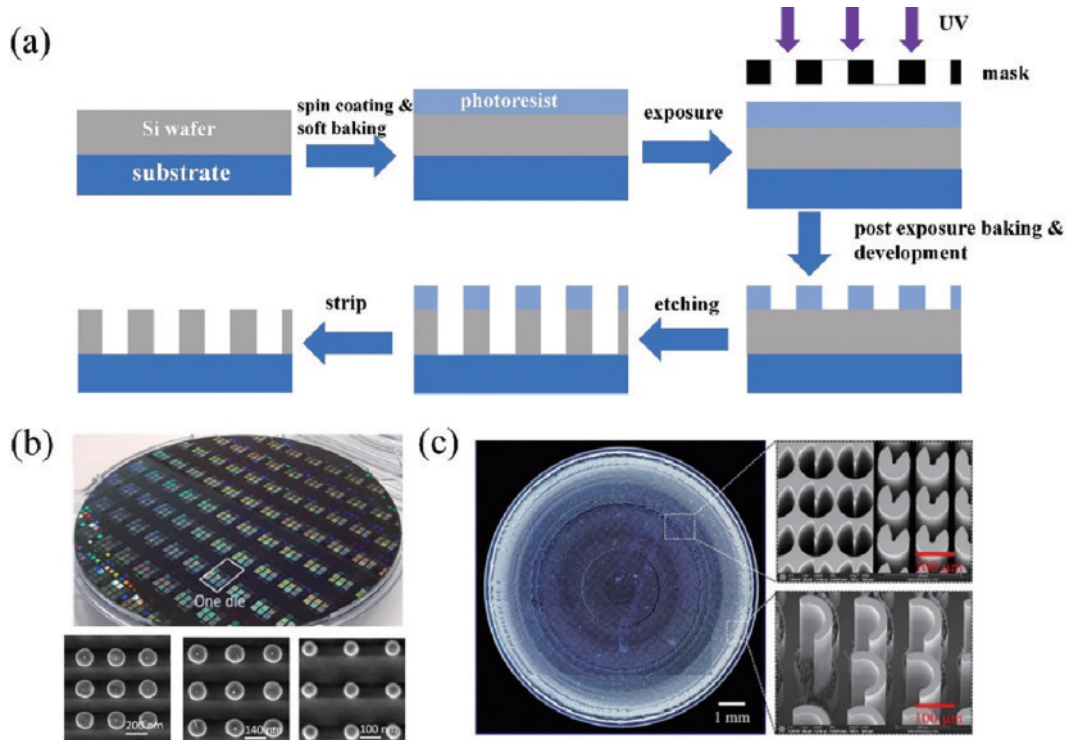 (a)
UV
mask
Si wafer
substrate
spin coating &
soft baking
photoresist
exposure
post exposure baking &
development
etching
strip
(b)
One die
200 nm
140 nm
100 nm
(c)
1 mm
100 μm